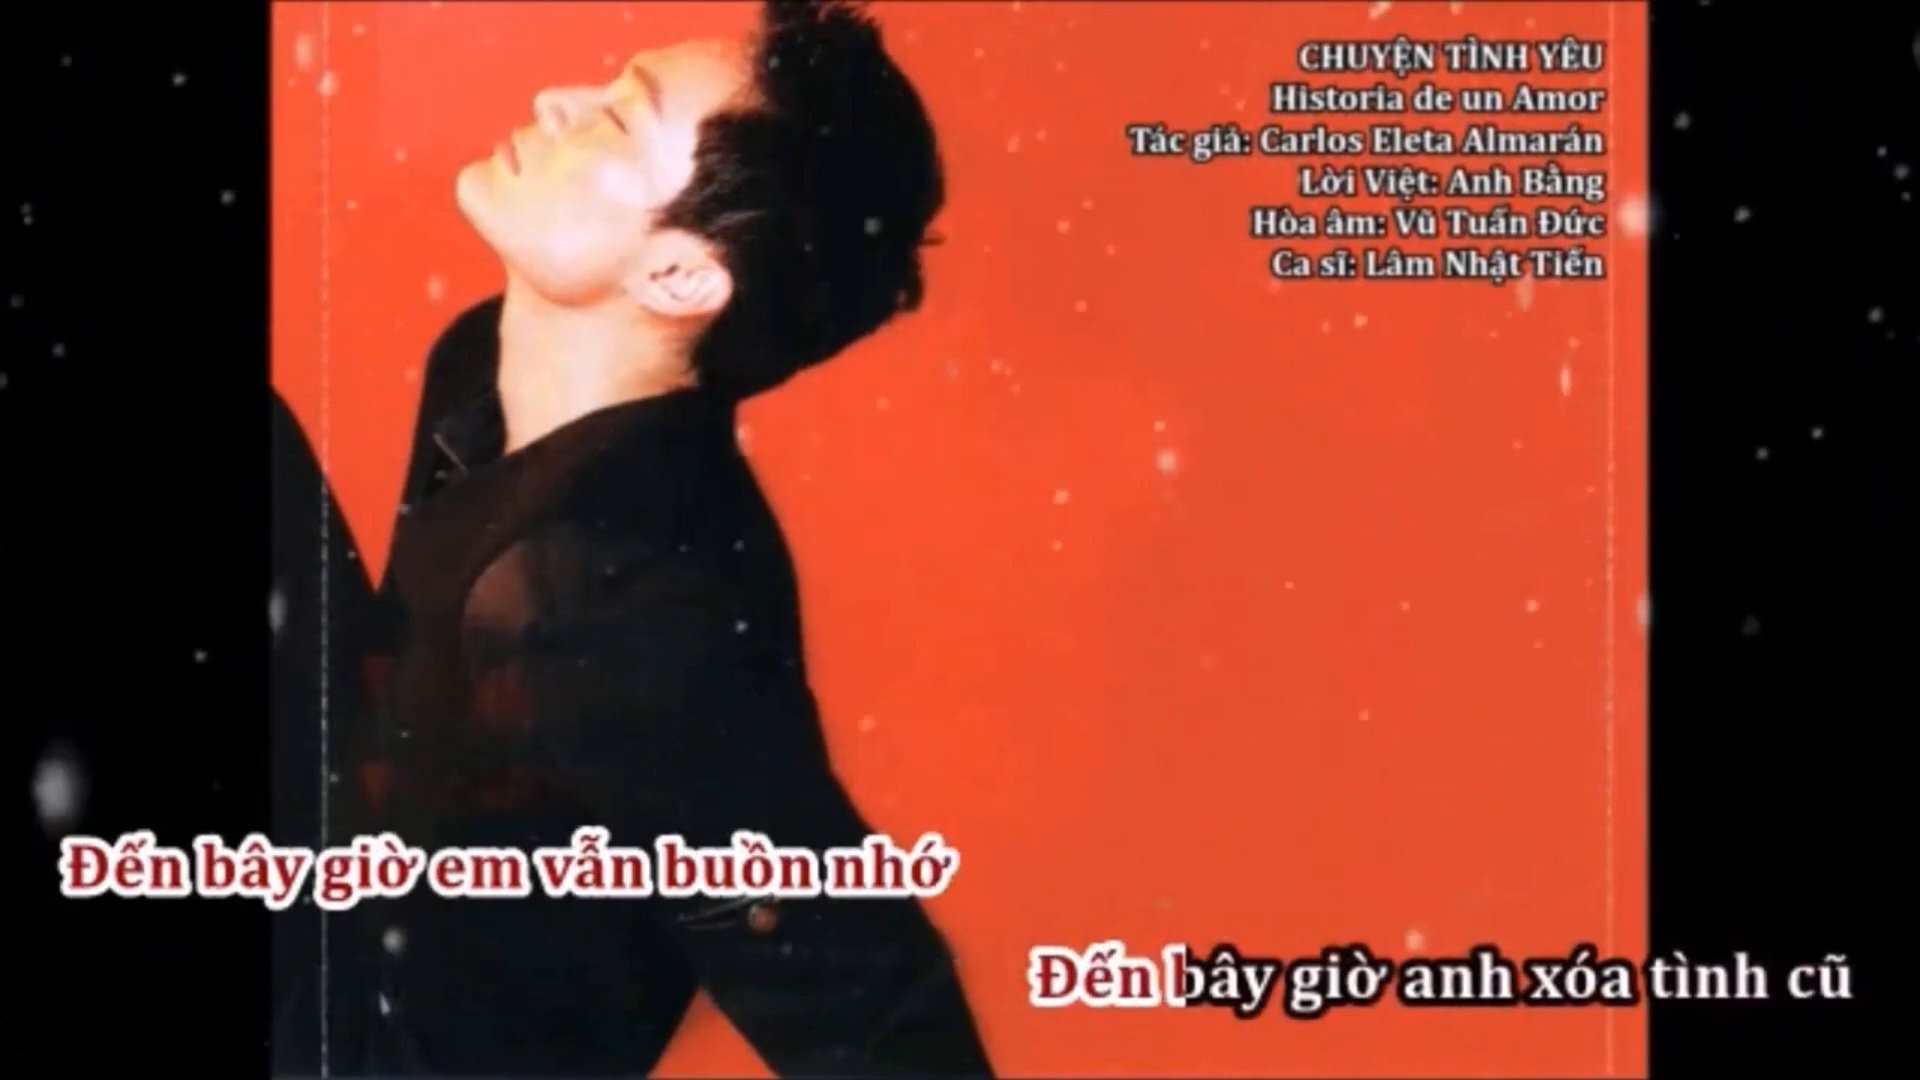 CHUYỆN TÌNH YÊU
Historia de un Amor
Tác giả: Carlos Eleta Almarán
Lời Việt: Anh Bằng
Hòa âm: Vũ Tuấn Đức
Ca sĩ: Lâm Nhật Tiến
Đến bây giờ em vẫn buồn nhớ
Đến bây giờ anh xóa tình cũ